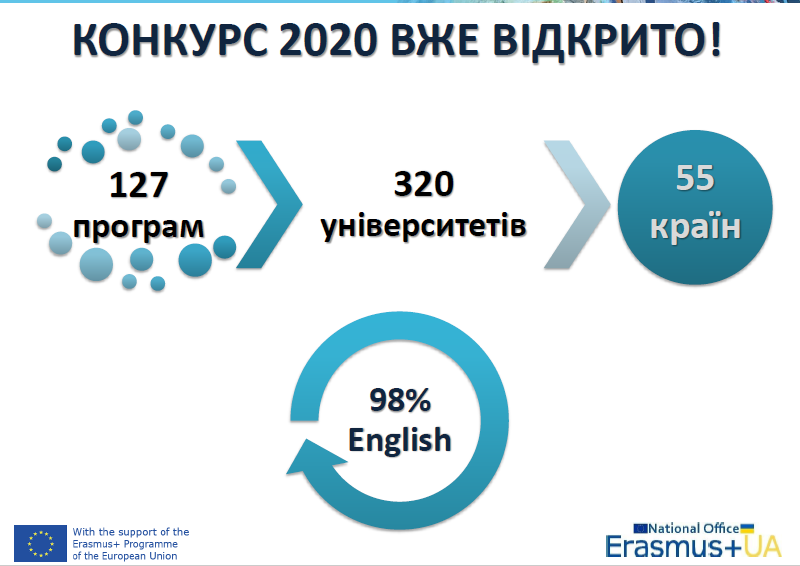 КОНКУРС 2020 ВЖЕ ВІДКРИТО!
127
програм
320
університетів
55
країн
98%
English
With the support of the
Erasmus+ Programme
of the European Union
National Office
Erasmus+UA